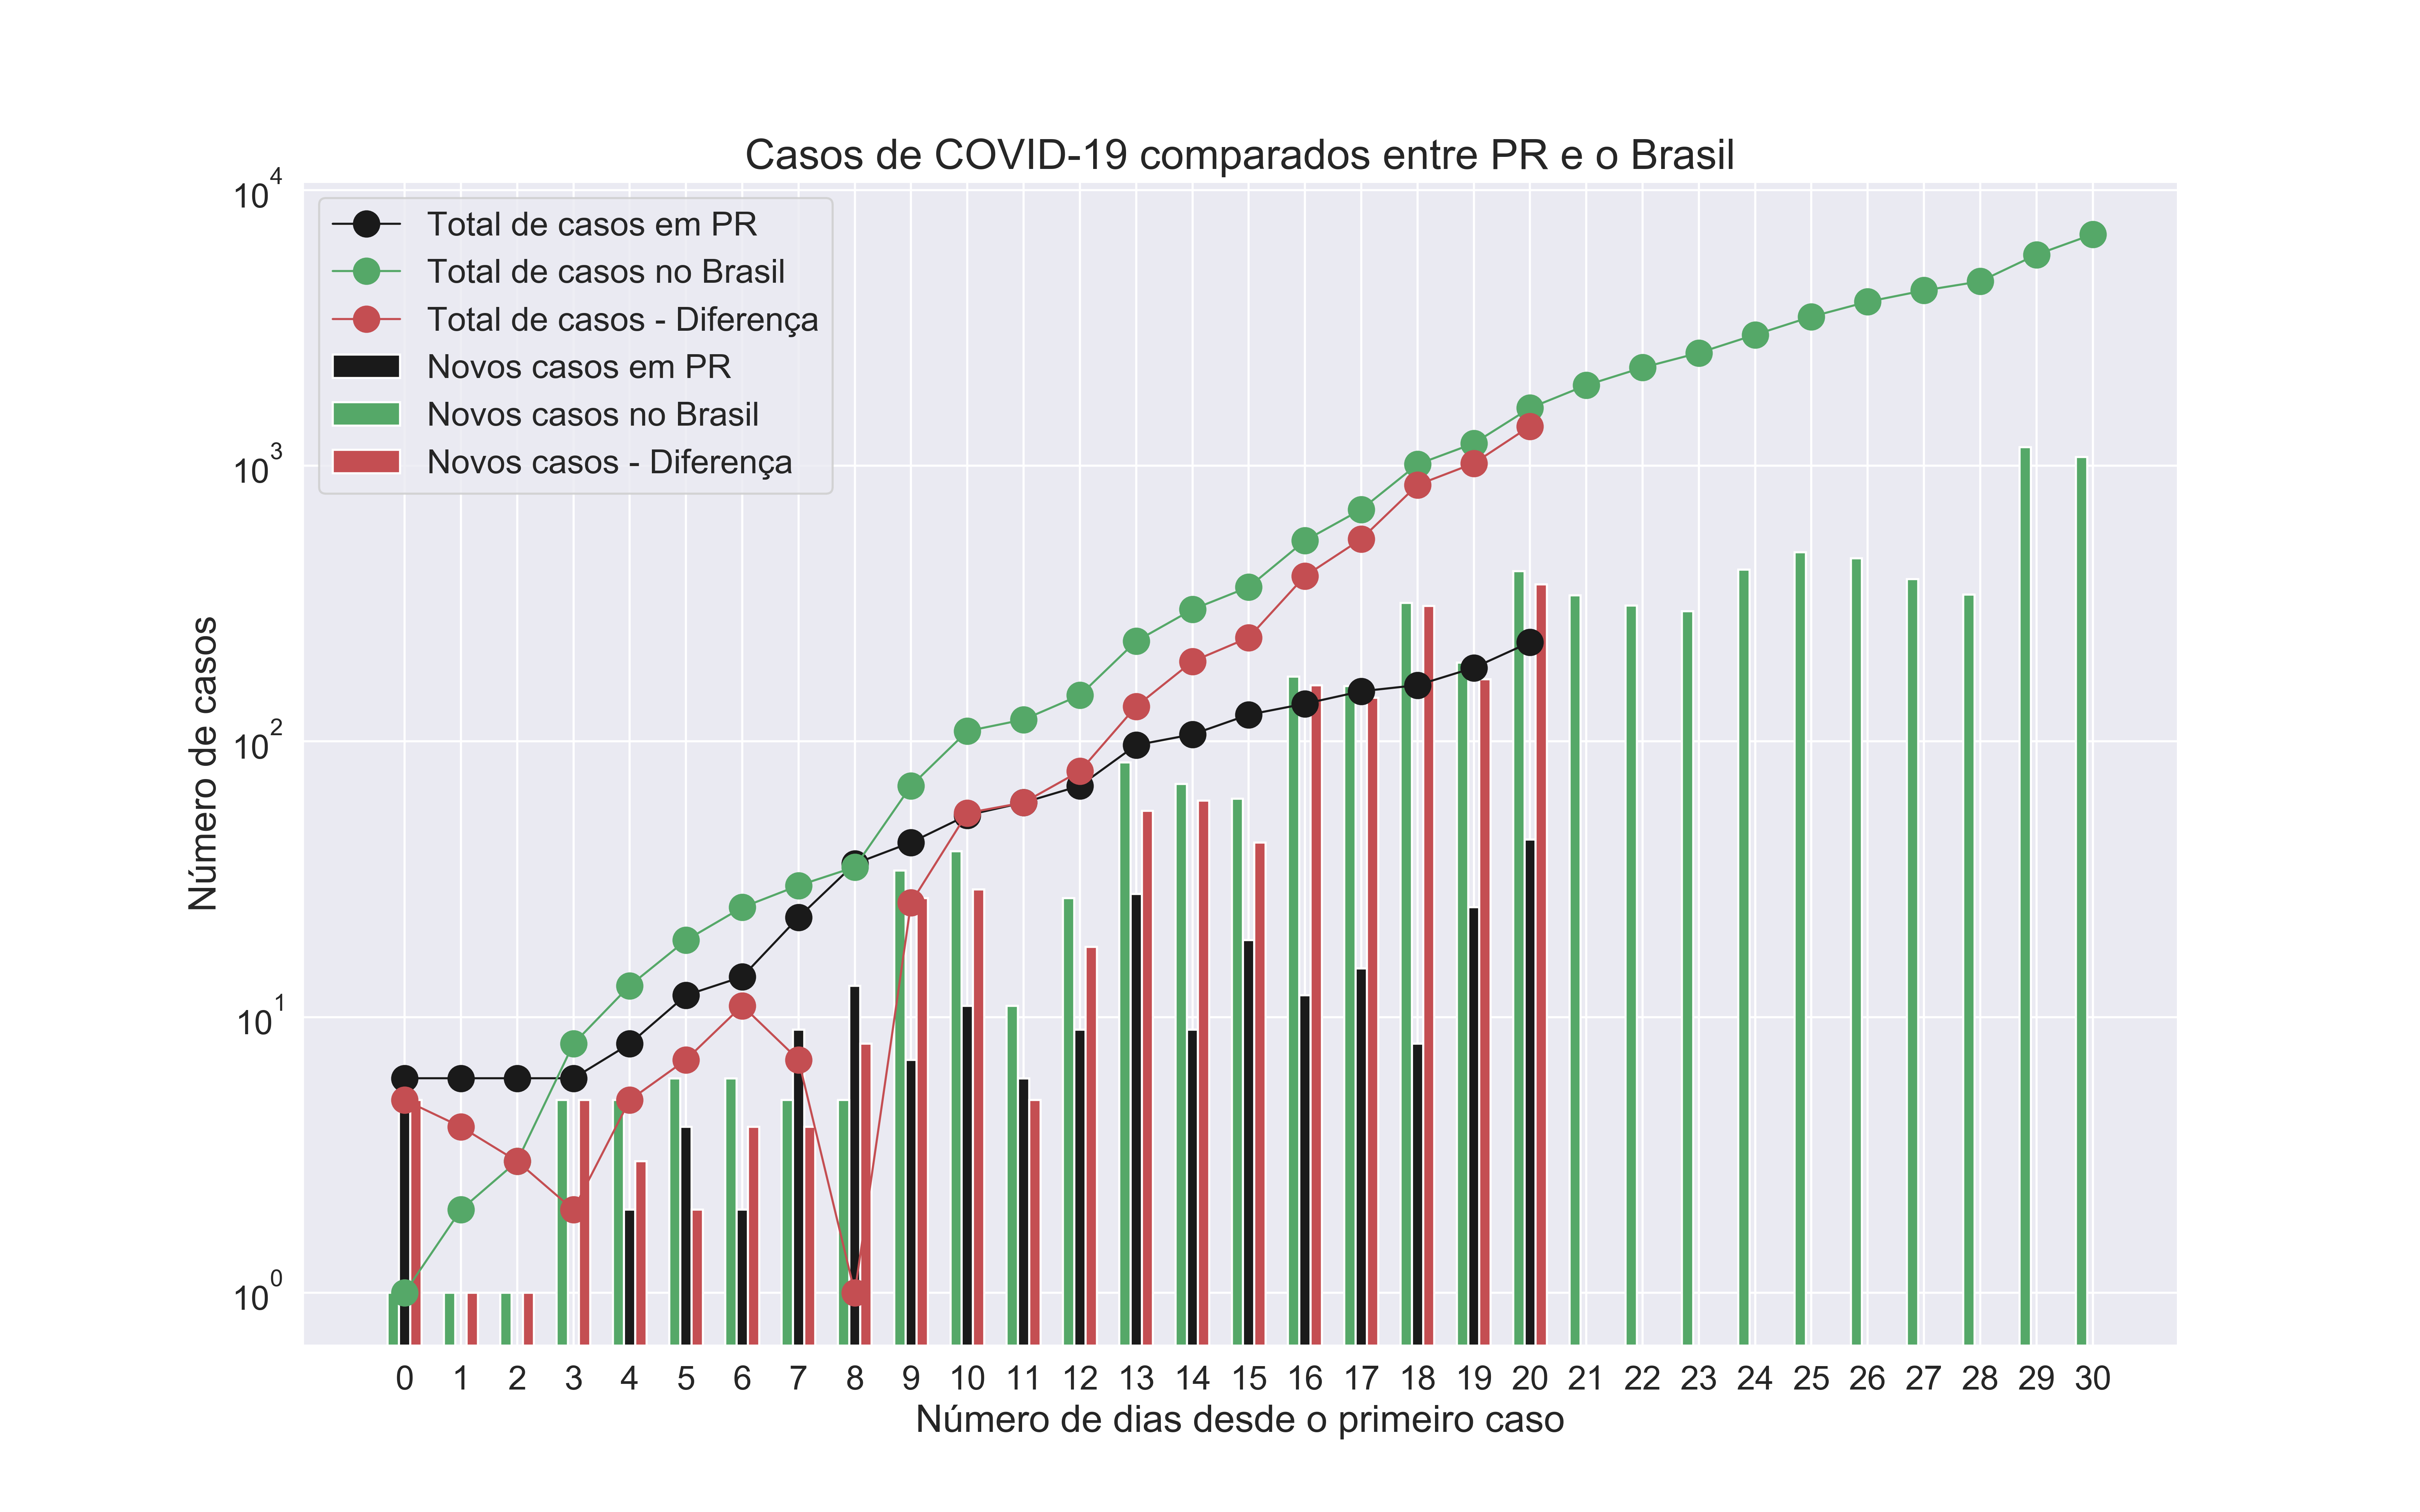 Casos de COVID-19 comparados entre PR e o Brasil
10^4
10^3
10^2
10^1
10^0
Número de casos
Total de casos em PR
Total de casos no Brasil
Total de casos - Diferença
Novos casos em PR
Novos casos no Brasil
Novos casos - Diferença
0 1 2 3 4 5 6 7 8 9 10 11 12 13 14 15 16 17 18 19 20 21 22 23 24 25 26 27 28 29 30
Número de dias desde o primeiro caso